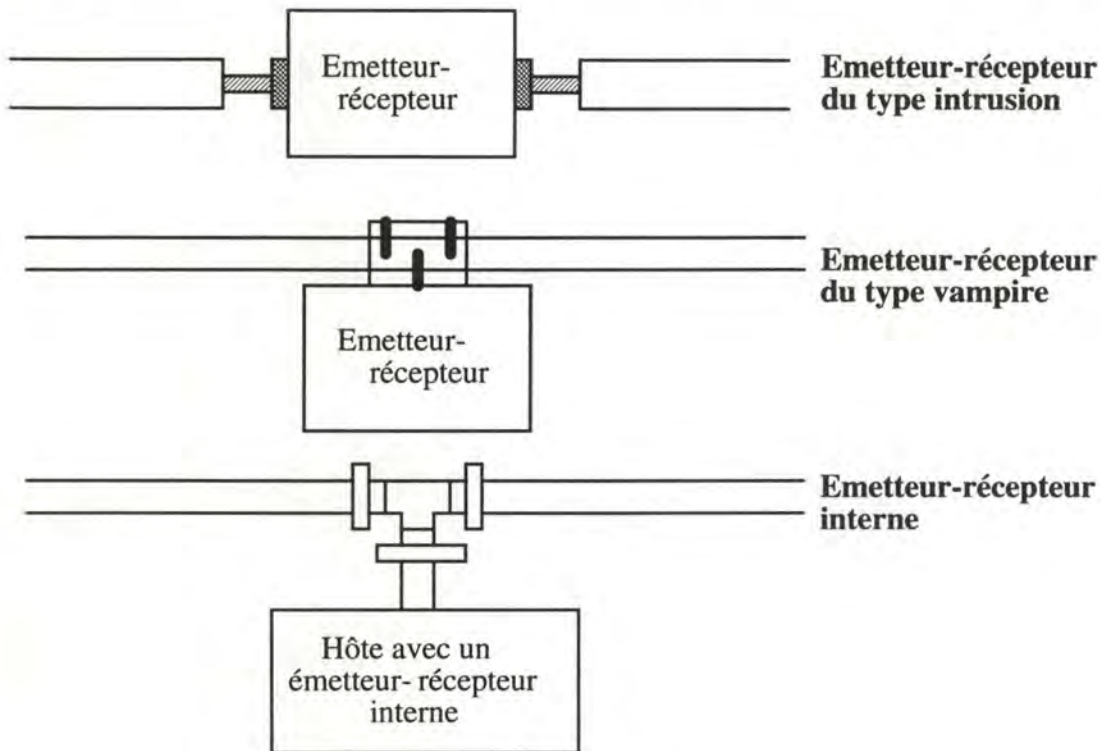 Emetteur-
récepteur
Emetteur-récepteur
du type intrusion
Emetteur-récepteur
du type vampire
Emetteur-
récepteur
Emetteur-récepteur
interne
Hôte avec un
émetteur- récepteur
interne